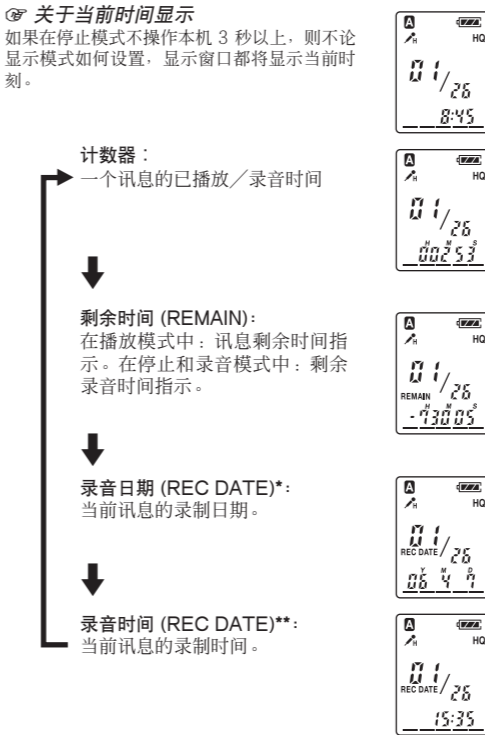 ☞ 关于当前时间显示
如果在停止模式不操作本机 3 秒以上，则不论
显示模式如何设置，显示窗口都将显示当前时
刻。
A
H
HQ
01/26
8:45
计数器：
一个讯息的已播放／录音时间
A
H
HQ
01/26
H M S
00253
剩余时间 (REMAIN)：
在播放模式中：讯息剩余时间指
示。在停止和录音模式中：剩余
录音时间指示。
A
H
HQ
01/26
REMAIN
H M S
-73005
录音日期 (REC DATE)*：
当前讯息的录制日期。
A
H
HQ
01/26
REC DATE
Y M D
06 4 7
录音时间 (REC DATE)**：
当前讯息的录制时间。
A
H
HQ
01/26
REC DATE
15:35